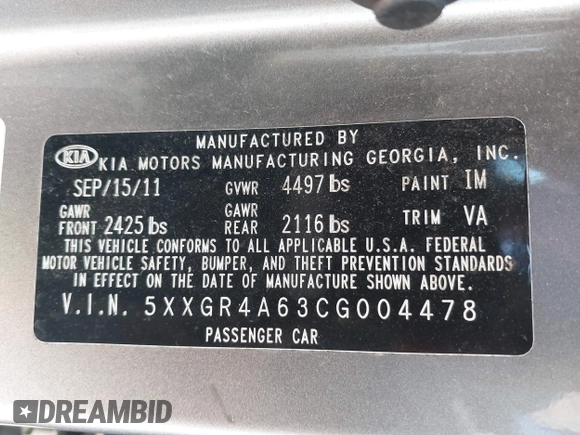 MANUFACTURED BY
KIA KIA MOTORS MANUFACTURING GEORGIA, INC.
SEP/15/11 GVWR 4497 lbs PAINT IM
GAWR FRONT 2425 lbs GAWR REAR 2116 lbs TRIM VA
THIS VEHICLE CONFORMS TO ALL APPLICABLE U.S.A. FEDERAL
MOTOR VEHICLE SAFETY, BUMPER, AND THEFT PREVENTION STANDARDS
IN EFFECT ON THE DATE OF MANUFACTURE SHOWN ABOVE.
V.I.N. 5XXGR4A63CG004478
PASSENGER CAR
DREAMBID